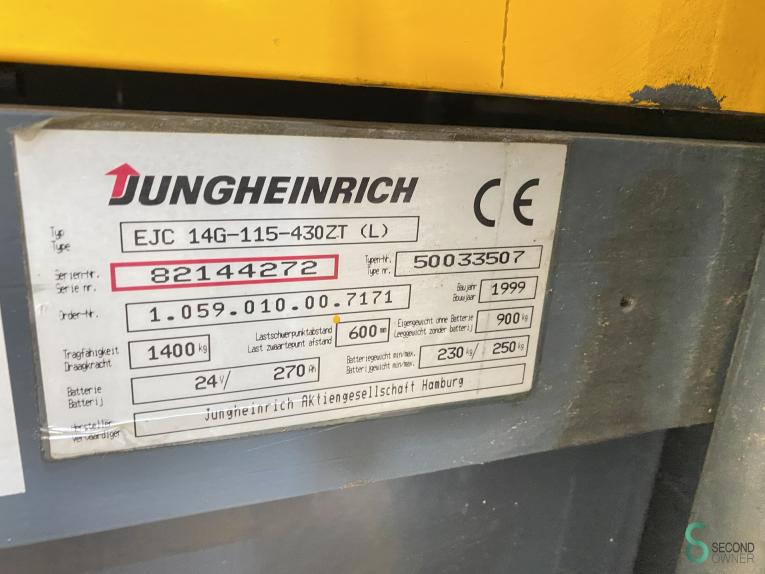 JUNGHEINRICH
CE
Typ
Type
EJC 14G-115-430ZT (L)
Serien-Nr.
Serie nr.
82144272
Typen-Nr.
Type nr.
50033507
Order-Nr.
1.059.010.00.7171
Baujahr
Bouwjaar
1999
Tragfähigkeit
Draagkracht
1400 kg
Lastschwerpunktabstand
Last zwaartepunt afstand
600 mm
Eigengewicht ohne Batterie
Leeggewicht zonder batterij
900 kg
Batterie
Batterij
24 V/ 270 Ah
Batteriegewicht min/max.
Batterijgewicht min/max.
230 kg/ 250 kg
Hersteller
Vervaardiger
Jungheinrich Aktiengesellschaft Hamburg
SECOND
OWNER